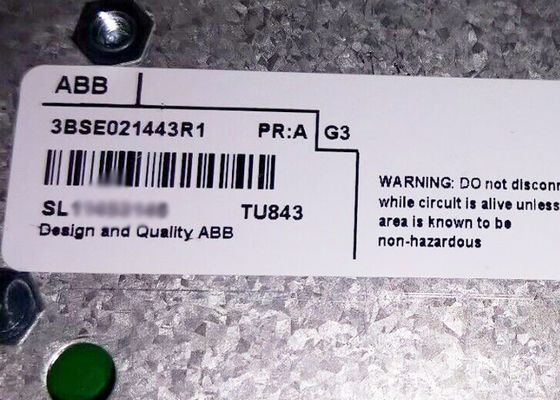 ABB
3BSE021443R1 PR:A G3
SL TU843
Design and Quality ABB
WARNING: DO not disconn
while circuit is alive unless
area is known to be
non-hazardous